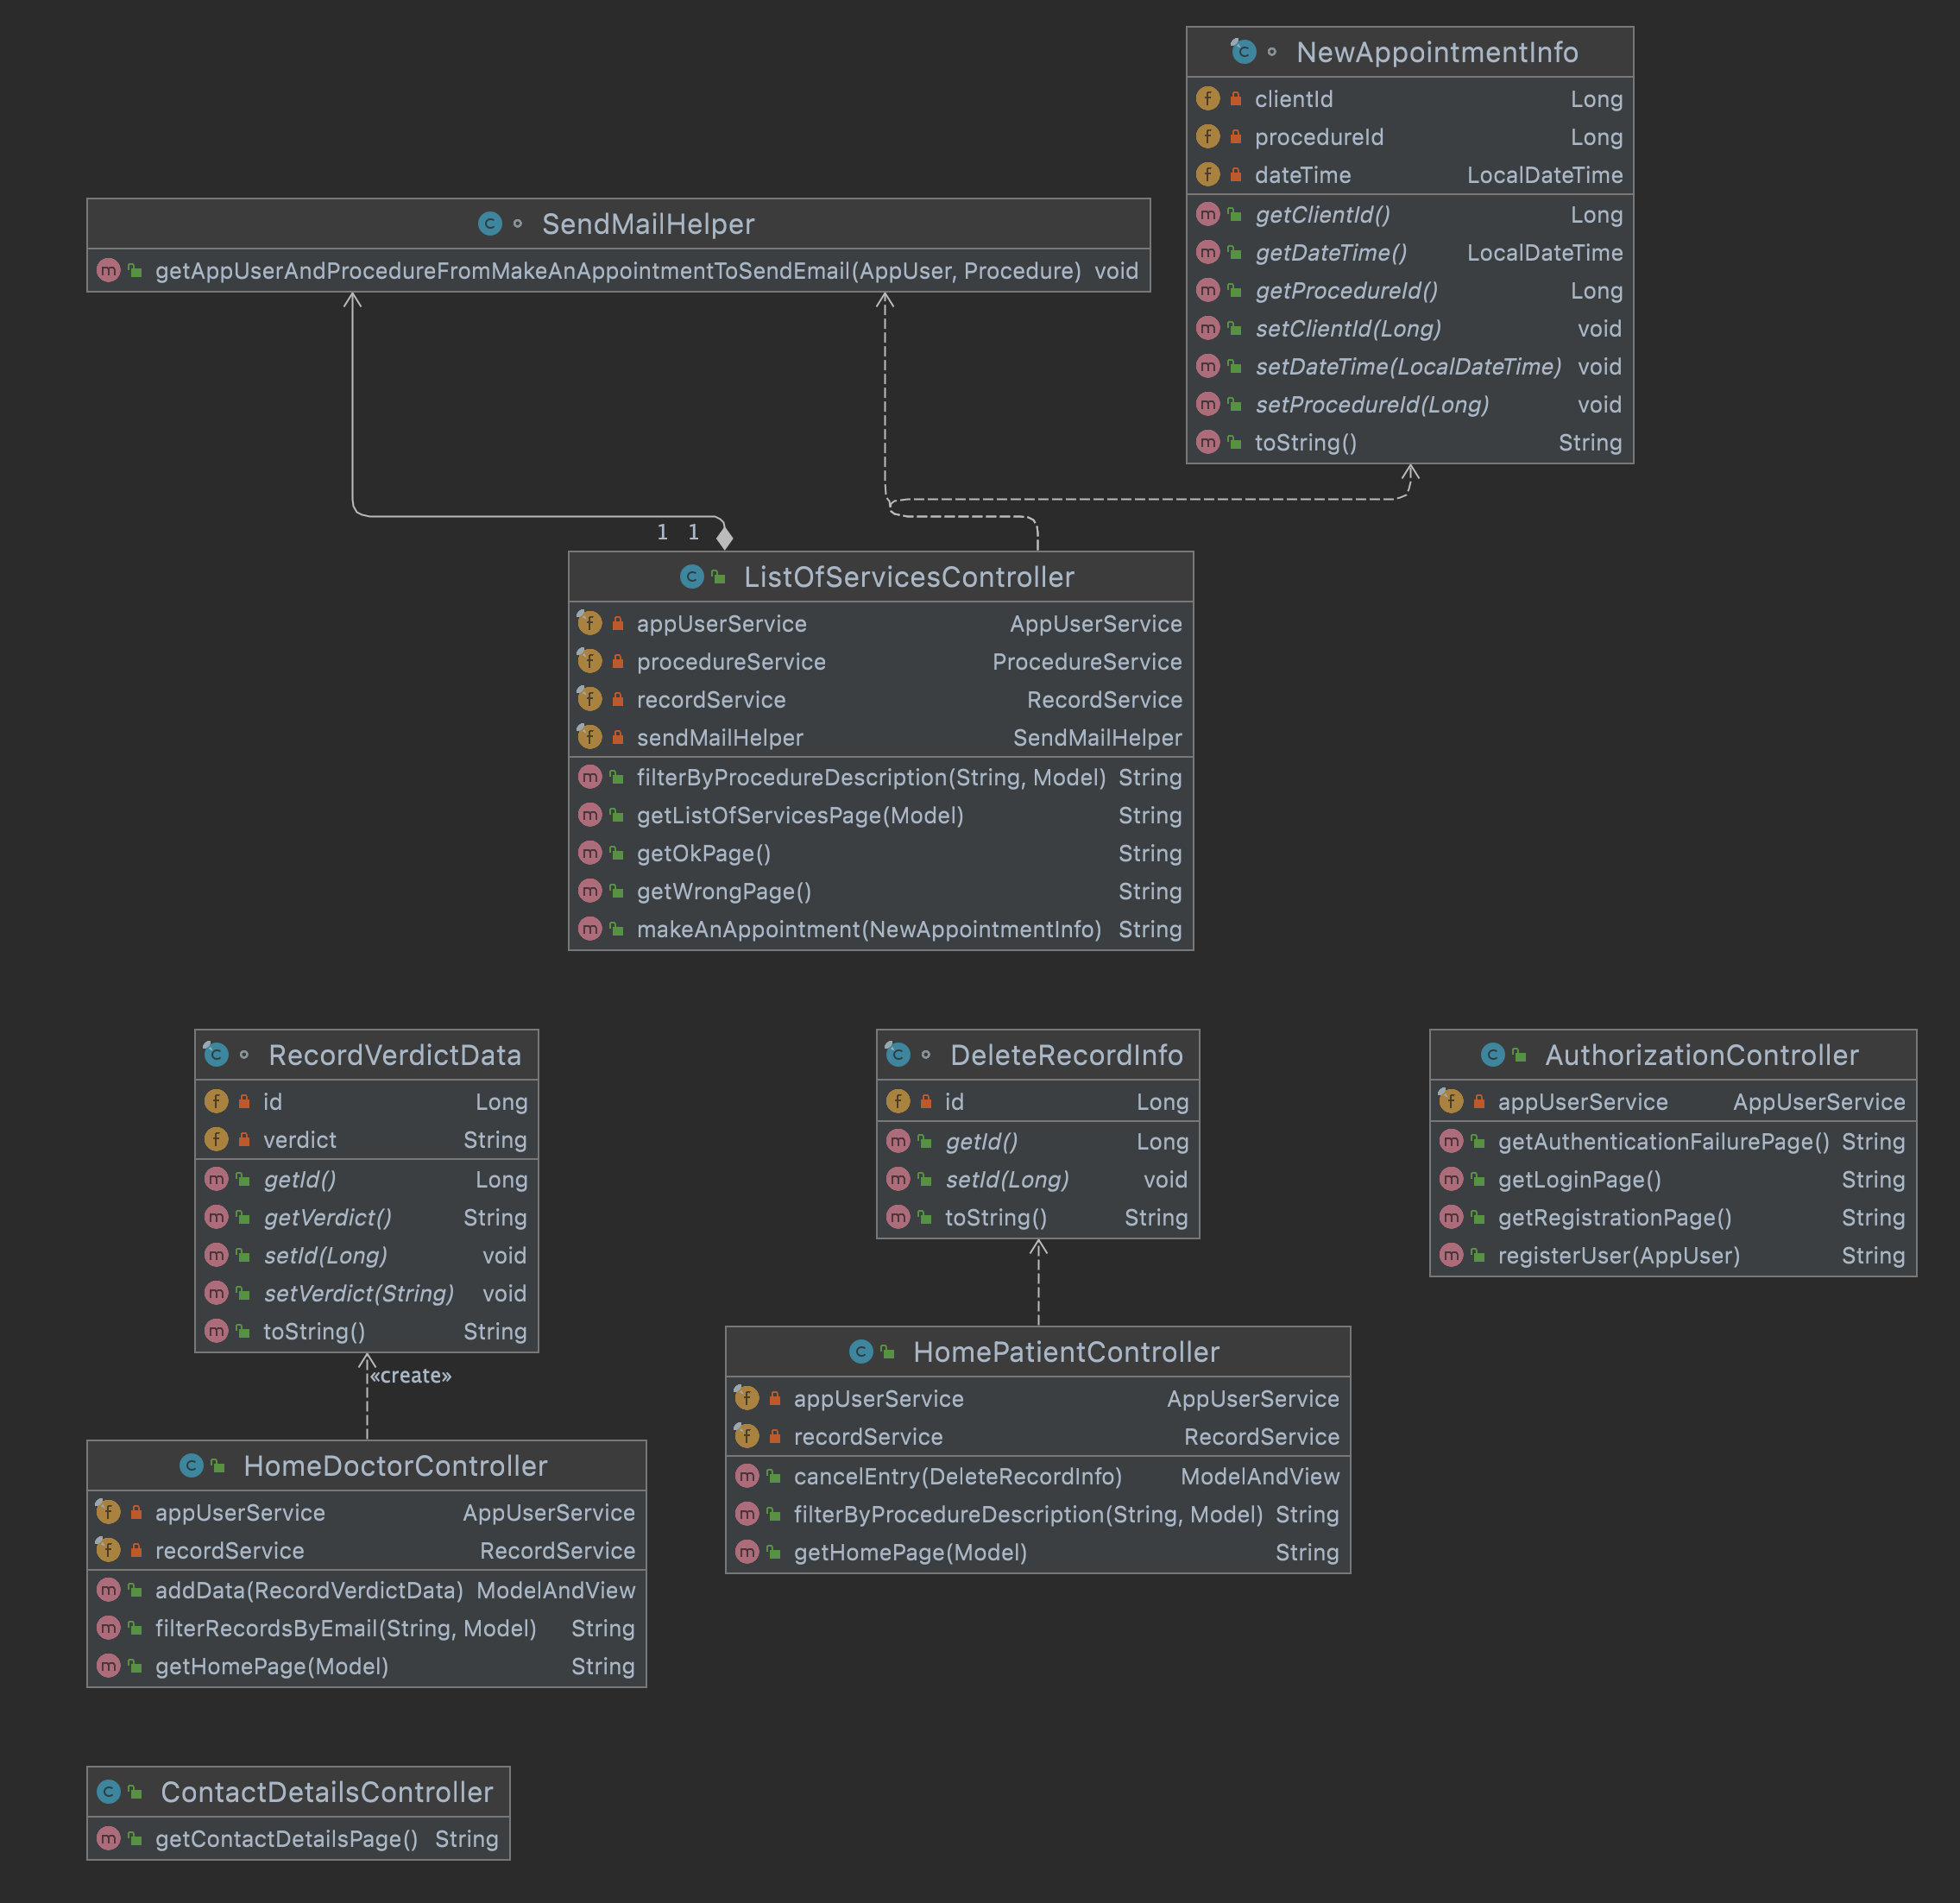 NewAppointmentInfo
clientId Long
procedureId Long
dateTime LocalDateTime
getClientId() Long
getDateTime() LocalDateTime
getProcedureId() Long
setClientId(Long) void
setDateTime(LocalDateTime) void
setProcedureId(Long) void
toString() String
SendMailHelper
getAppUserAndProcedureFromMakeAnAppointmentToSendEmail(AppUser, Procedure) void
1 1
ListOfServicesController
appUserService AppUserService
procedureService ProcedureService
recordService RecordService
sendMailHelper SendMailHelper
filterByProcedureDescription(String, Model) String
getListOfServicesPage(Model) String
getOkPage() String
getWrongPage() String
makeAnAppointment(NewAppointmentInfo) String
RecordVerdictData
id Long
verdict String
getId() Long
getVerdict() String
setId(Long) void
setVerdict(String) void
toString() String
«create»
HomeDoctorController
appUserService AppUserService
recordService RecordService
addData(RecordVerdictData) ModelAndView
filterRecordsByEmail(String, Model) String
getHomePage(Model) String
DeleteRecordInfo
id Long
getId() Long
setId(Long) void
toString() String
HomePatientController
appUserService AppUserService
recordService RecordService
cancelEntry(DeleteRecordInfo) ModelAndView
filterByProcedureDescription(String, Model) String
getHomePage(Model) String
AuthorizationController
appUserService AppUserService
getAuthenticationFailurePage() String
getLoginPage() String
getRegistrationPage() String
registerUser(AppUser) String
ContactDetailsController
getContactDetailsPage() String